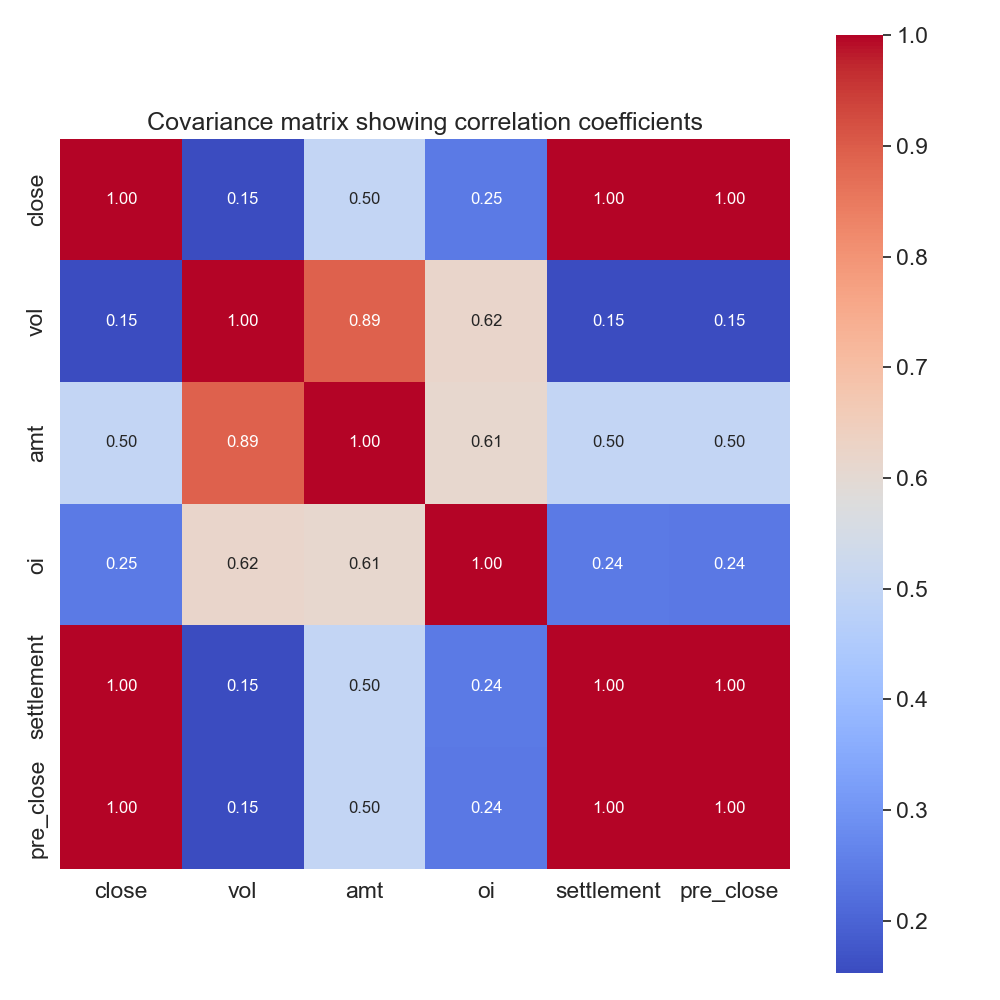 Covariance matrix showing correlation coefficients
close 1.00 0.15 0.50 0.25 1.00 1.00
vol 0.15 1.00 0.89 0.62 0.15 0.15
amt 0.50 0.89 1.00 0.61 0.50 0.50
oi 0.25 0.62 0.61 1.00 0.24 0.24
settlement 1.00 0.15 0.50 0.24 1.00 1.00
pre_close 1.00 0.15 0.50 0.24 1.00 1.00
close vol amt oi settlement pre_close
1.0
0.9
0.8
0.7
0.6
0.5
0.4
0.3
0.2